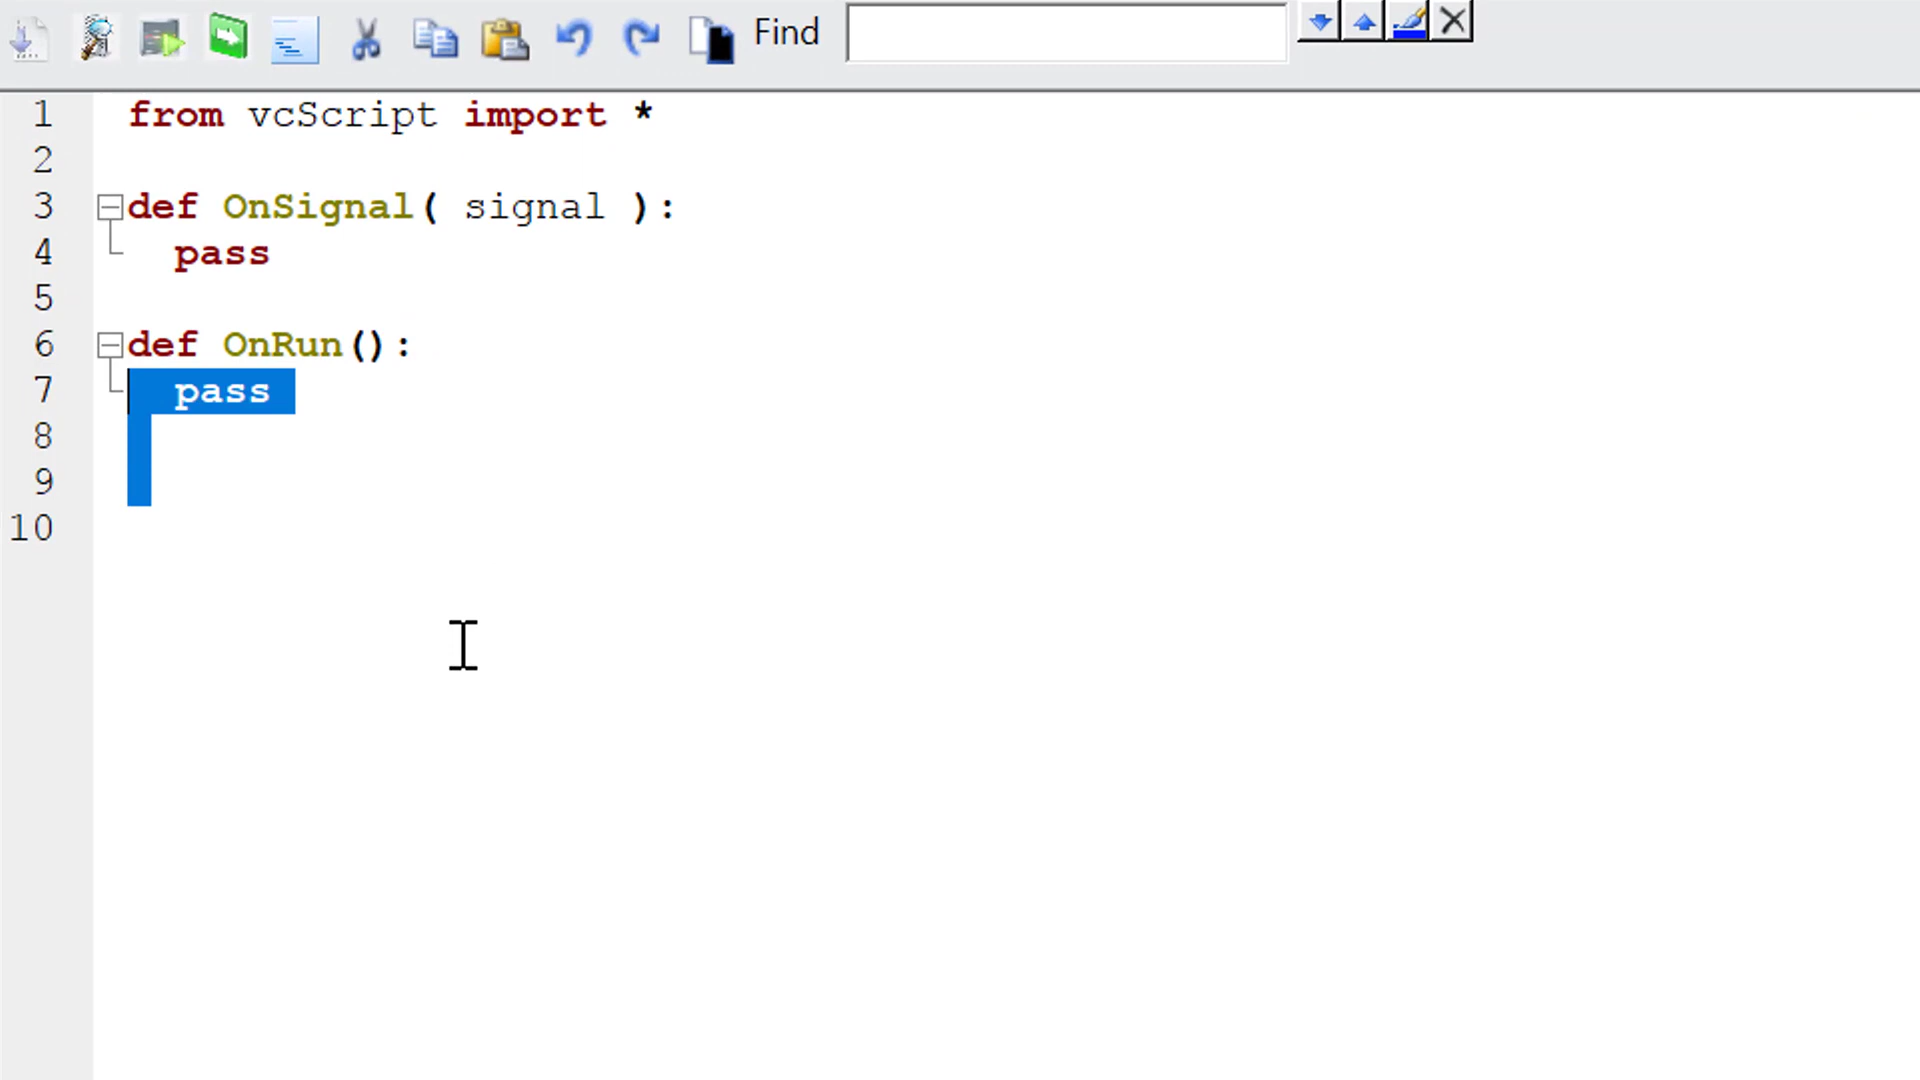 Find
1 from vcScript import *
2
3 def OnSignal( signal ):
4 pass
5
6 def OnRun():
7 pass
8
9
10